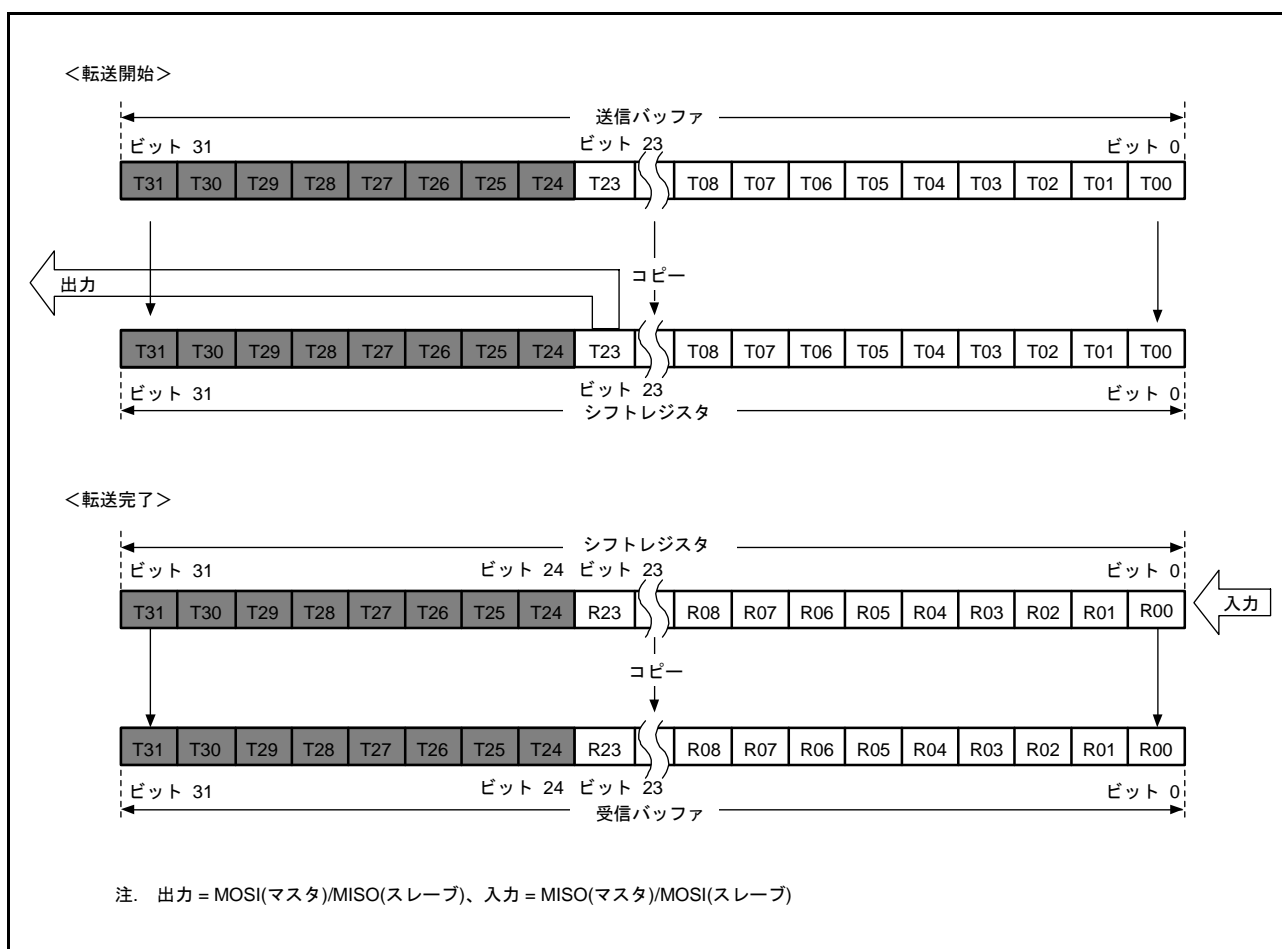 ＜転送開始＞
送信バッファ
ビット 31 ビット 23 ビット 0
T31 T30 T29 T28 T27 T26 T25 T24 T23 T08 T07 T06 T05 T04 T03 T02 T01 T00
コピー
出力
T31 T30 T29 T28 T27 T26 T25 T24 T23 T08 T07 T06 T05 T04 T03 T02 T01 T00
ビット 31 ビット 23 ビット 0
シフトレジスタ
＜転送完了＞
シフトレジスタ
ビット 31 ビット 24 ビット 23 ビット 0
T31 T30 T29 T28 T27 T26 T25 T24 R23 R08 R07 R06 R05 R04 R03 R02 R01 R00 入力
コピー
T31 T30 T29 T28 T27 T26 T25 T24 R23 R08 R07 R06 R05 R04 R03 R02 R01 R00
ビット 31 ビット 24 ビット 23 ビット 0
受信バッファ
注. 出力 = MOSI(マスタ)/MISO(スレーブ)、入力 = MISO(マスタ)/MOSI(スレーブ)